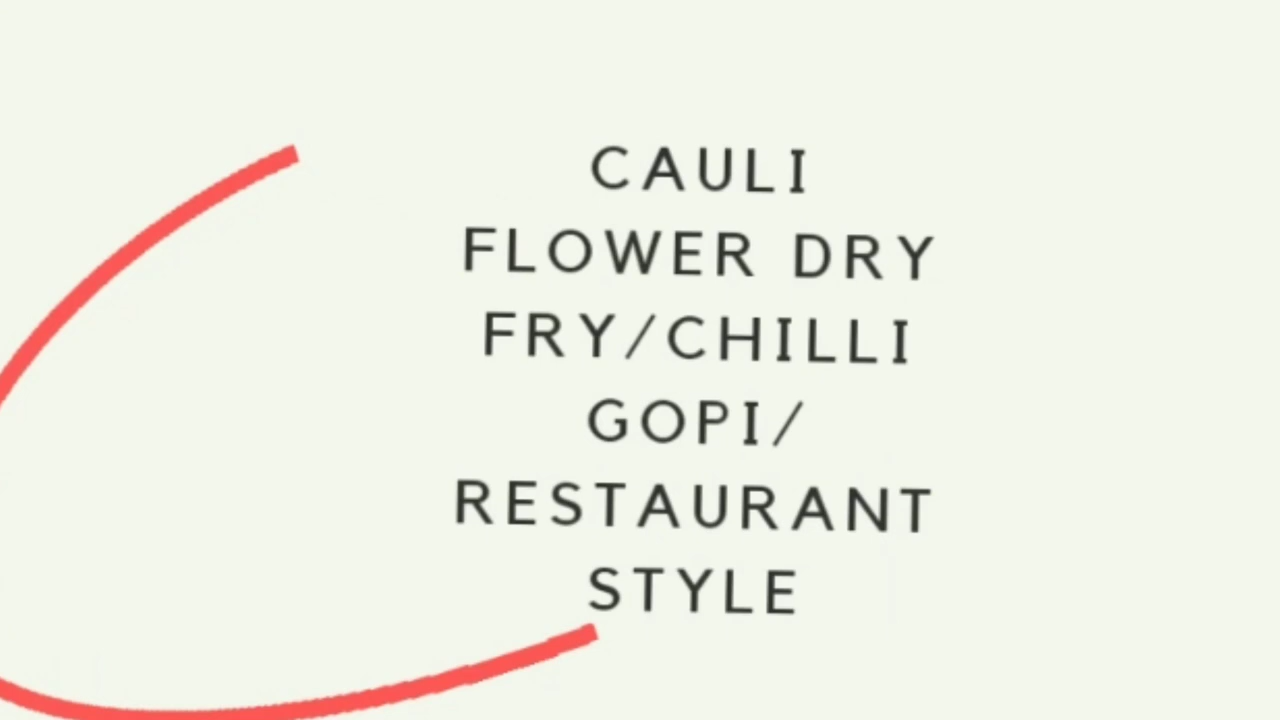 CAULI
FLOWER DRY
FRY/CHILLI
GOPI/
RESTAURANT
STYLE